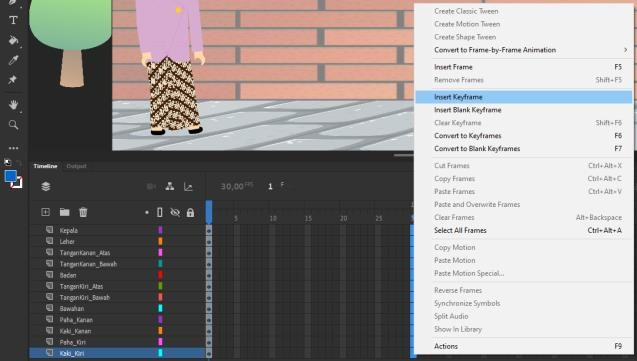 Create Classic Tween
Create Motion Tween
Create Shape Tween
Convert to Frame-by-Frame Animation
Insert Frame F5
Remove Frames Shift+F5
Insert Keyframe
Insert Blank Keyframe
Clear Keyframe Shift+F6
Convert to Keyframes F6
Convert to Blank Keyframes F7
Cut Frames Ctrl+Alt+X
Copy Frames Ctrl+Alt+C
Paste Frames Ctrl+Alt+V
Paste and Overwrite Frames
Clear Frames Alt+Backspace
Select All Frames Ctrl+Alt+A
Copy Motion
Paste Motion
Paste Motion Special...
Reverse Frames
Synchronize Symbols
Split Audio
Show In Library
Actions F9
Timeline Output
30,00 FPS 1 F
5 10 15 20 25
Kepala
Leher
TanganKanan_Atas
TanganKanan_Bawah
Badan
TanganKiri_Atas
TanganKiri_Bawah
Bawahan
Paha_Kanan
Kaki_Kanan
Paha_Kiri
Kaki_Kiri